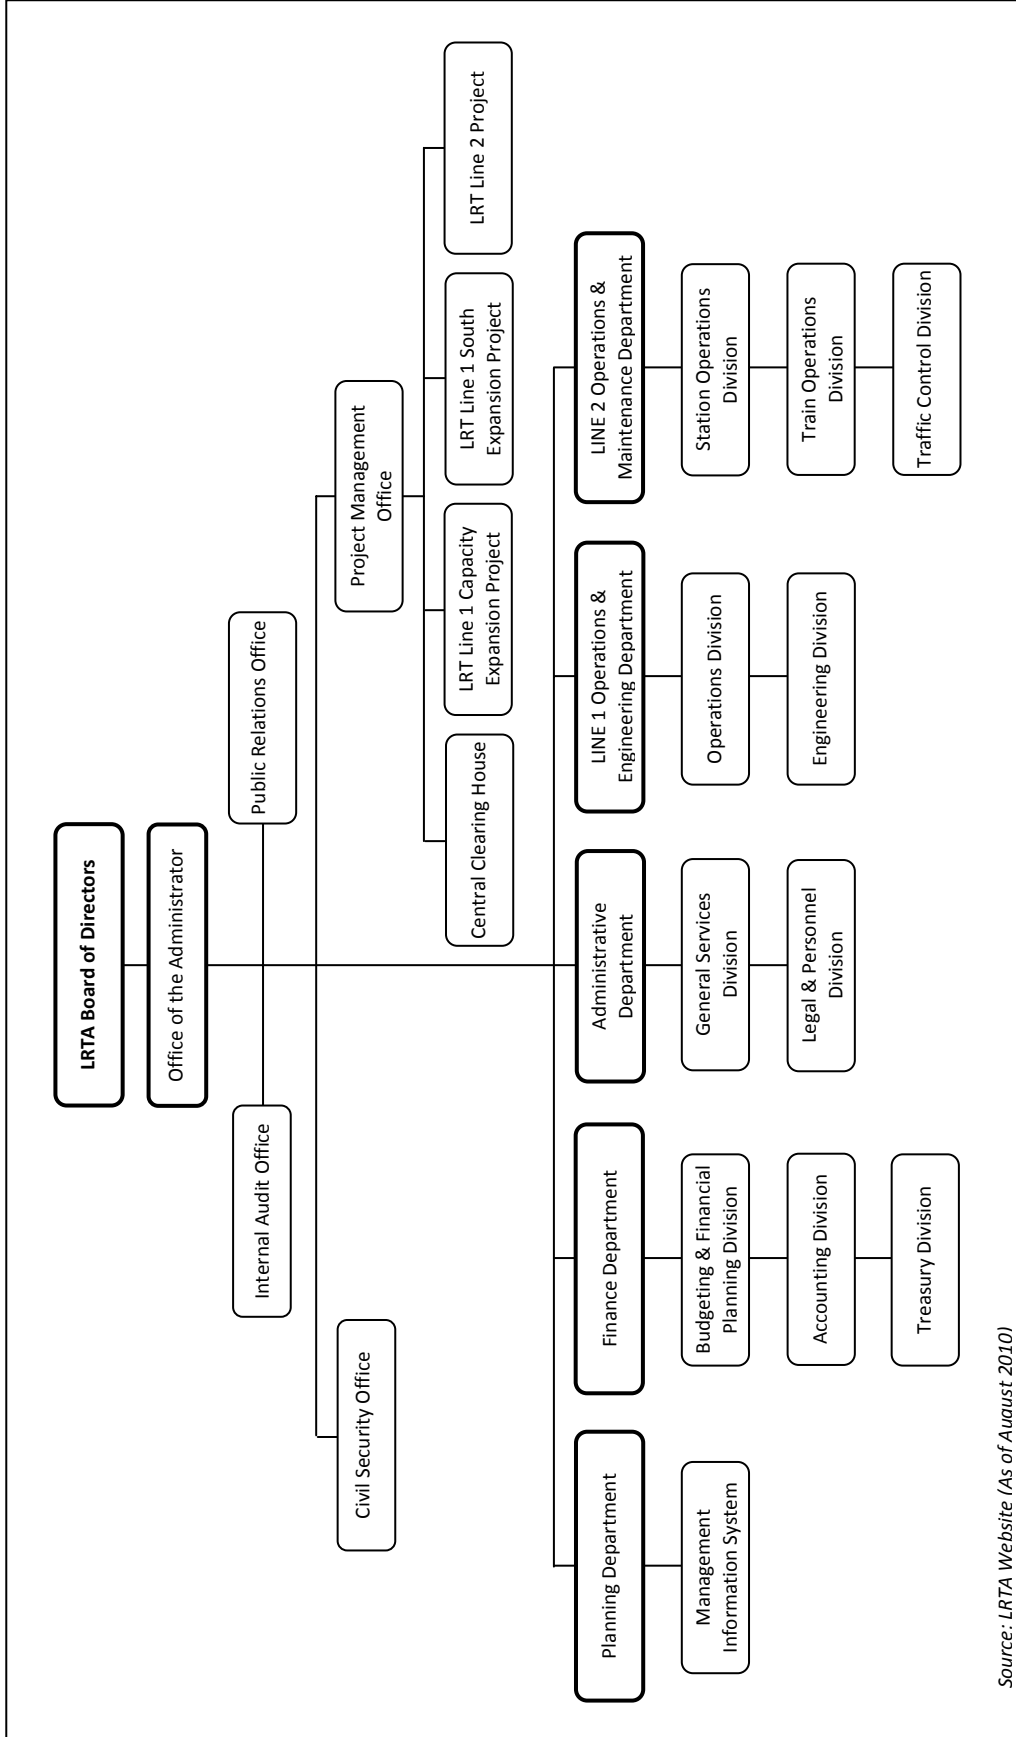 LRTA Board of Directors
Office of the Administrator
Internal Audit Office
Public Relations Office
Civil Security Office
Project Management
Office
Central Clearing House
LRT Line 1 Capacity
Expansion Project
LRT Line 1 South
Expansion Project
LRT Line 2 Project
Planning Department
Management
Information System
Finance Department
Budgeting & Financial
Planning Division
Accounting Division
Treasury Division
Administrative
Department
General Services
Division
Legal & Personnel
Division
LINE 1 Operations &
Engineering Department
Operations Division
Engineering Division
LINE 2 Operations &
Maintenance Department
Station Operations
Division
Train Operations
Division
Traffic Control Division
Source: LRTA Website (As of August 2010)